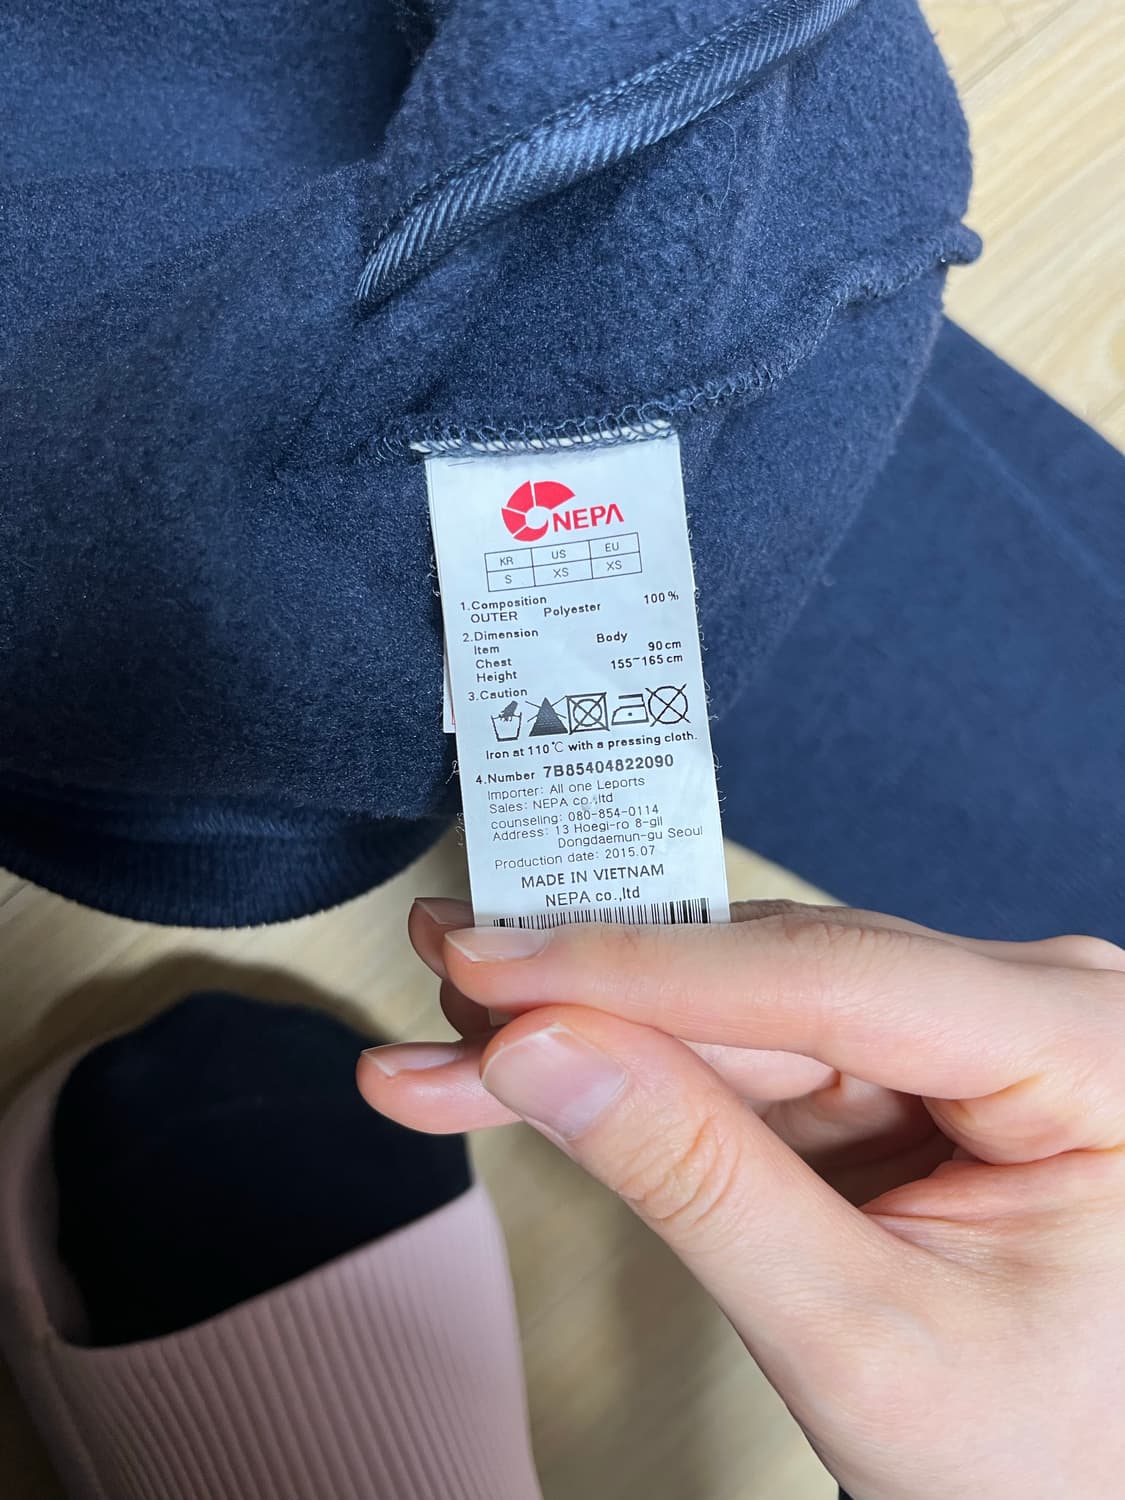 NEPA
KR US EU
S XS XS
1.Composition
OUTER Polyester 100%
2.Dimension
Item Body
Chest 90cm
Height 155~165cm
3.Caution
Iron at 110℃ with a pressing cloth.
4.Number 7B85404822090
Importer: All one Leports
Sales: NEPA co.,ltd
counseling: 080-854-0114
Address: 13 Hoegi-ro 8-gil
Dongdaemun-gu Seoul
Production date: 2015.07
MADE IN VIETNAM
NEPA co.,ltd